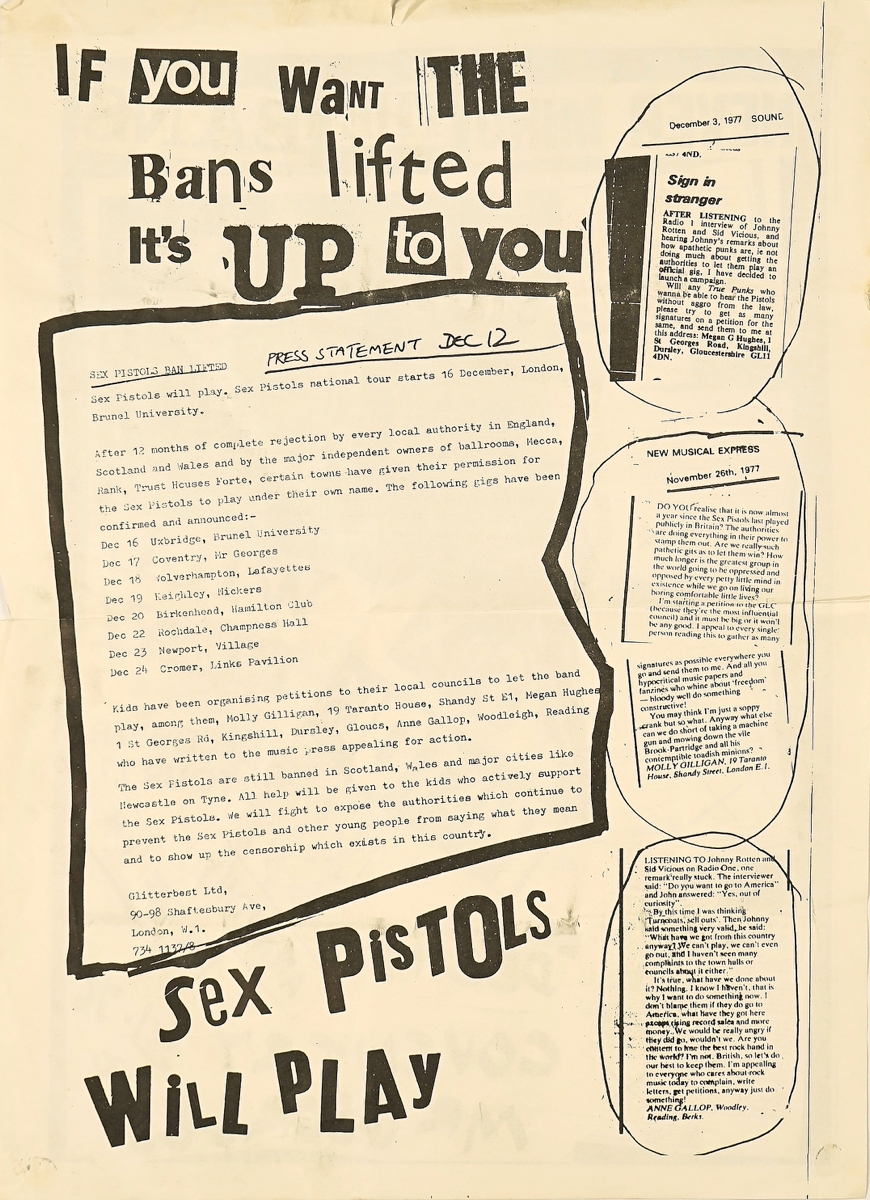 IF you WaNT THE
Bans lifted
It's UP to you
PRESS STATEMENT DEC 12
SEX PISTOLS BAN LIFTED
Sex Pistols will play. Sex Pistols national tour starts 16 December, London,
Brunel University.
After 12 months of complete rejection by every local authority in England,
Scotland and Wales and by the major independent owners of ballrooms, Mecca,
Rank, Trust Houses Forte, certain towns have given their permission for
the Sex Pistols to play under their own name. The following gigs have been
confirmed and announced:-
Dec 16 Uxbridge, Brunel University
Dec 17 Coventry, Mr Georges
Dec 18 Wolverhampton, Lafayettes
Dec 19 Keighley, Nickers
Dec 20 Birkenhead, Hamilton Club
Dec 22 Rochdale, Champness Hall
Dec 23 Newport, Village
Dec 24 Cromer, Links Pavilion
Kids have been organising petitions to their local councils to let the band
play, among them, Molly Gilligan, 19 Taranto House, Shandy St E1, Megan Hughes
1 St Georges Rd, Kingshill, Dursley, Gloucs, Anne Gallop, Woodleigh, Reading
who have written to the music press appealing for action.
The Sex Pistols are still banned in Scotland, Wales and major cities like
Newcastle on Tyne. All help will be given to the kids who actively support
the Sex Pistols. We will fight to expose the authorities which continue to
prevent the Sex Pistols and other young people from saying what they mean
and to show up the censorship which exists in this country.
Glitterbest Ltd,
90-98 Shaftesbury Ave,
London, W.1.
734 1137/8
Sex PiSTOLS
WiLL PLAy
December 3, 1977 SOUND
4ND.
Sign in
stranger
AFTER LISTENING to the
Radio 1 interview of Johnny
Rotten and Sid Vicious, and
hearing Johnny's remarks about
how apathetic punks are, ie not
doing much about getting the
authorities to let them play an
official gig, I have decided to
launch a campaign.
Will any True Punks who
wanna be able to hear the Pistols
without aggro from the law,
please try to get as many
signatures on a petition for the
same, and send them to me at
this address: Megan G Hughes, 1
St Georges Road, Kingshill,
Dursley, Gloucestershire GL11
4DN.
NEW MUSICAL EXPRESS
November 26th, 1977
DO YOU realise that it is now almost
a year since the Sex Pistols last played
publicly in Britain? The authorities
are doing everything in their power to
stamp them out. Are we really such
pathetic gits as to let them win? How
much longer is the greatest group in
the world going to be oppressed and
opposed by every petty little mind in
existence while we go on living our
boring comfortable little lives?
I'm starting a petition to the GLC
(because they're the most influential
council) and it must be big or it won't
be any good. I appeal to every single
person reading this to gather as many
signatures as possible everywhere you
go and send them to me. And all you
hypocritical music papers and
fanzines who whine about 'freedom'
— bloody well do something
constructive!
You may think I'm just a soppy
crank but so what. Anyway what else
can we do short of taking a machine
gun and mowing down the vile
Brook-Partridge and all his
contemptible toadish minions?
MOLLY GILLIGAN, 19 Taranto
House, Shandy Street, London E.1.
LISTENING TO Johnny Rotten and
Sid Vicious on Radio One, one
remark really stuck. The interviewer
said: "Do you want to go to America"
and John answered: "Yes, out of
curiosity".
By this time I was thinking
'Turncoats, sell outs'. Then Johnny
said something very valid, he said:
"What have we got from this country
anyway? We can't play, we can't even
go out, and I haven't seen many
complaints to the town halls or
councils about it either."
It's true, what have we done about
it? Nothing. I know I haven't, that is
why I want to do something now. I
don't blame them if they do go to
America, what have they got here
except rising record sales and more
money. We would be really angry if
they did go, wouldn't we. Are you
content to lose the best rock band in
the world? I'm not. British, so let's do
our best to keep them. I'm appealing
to everyone who cares about rock
music today to complain, write
letters, get petitions, anyway just do
something!
ANNE GALLOP, Woodley,
Reading, Berks.